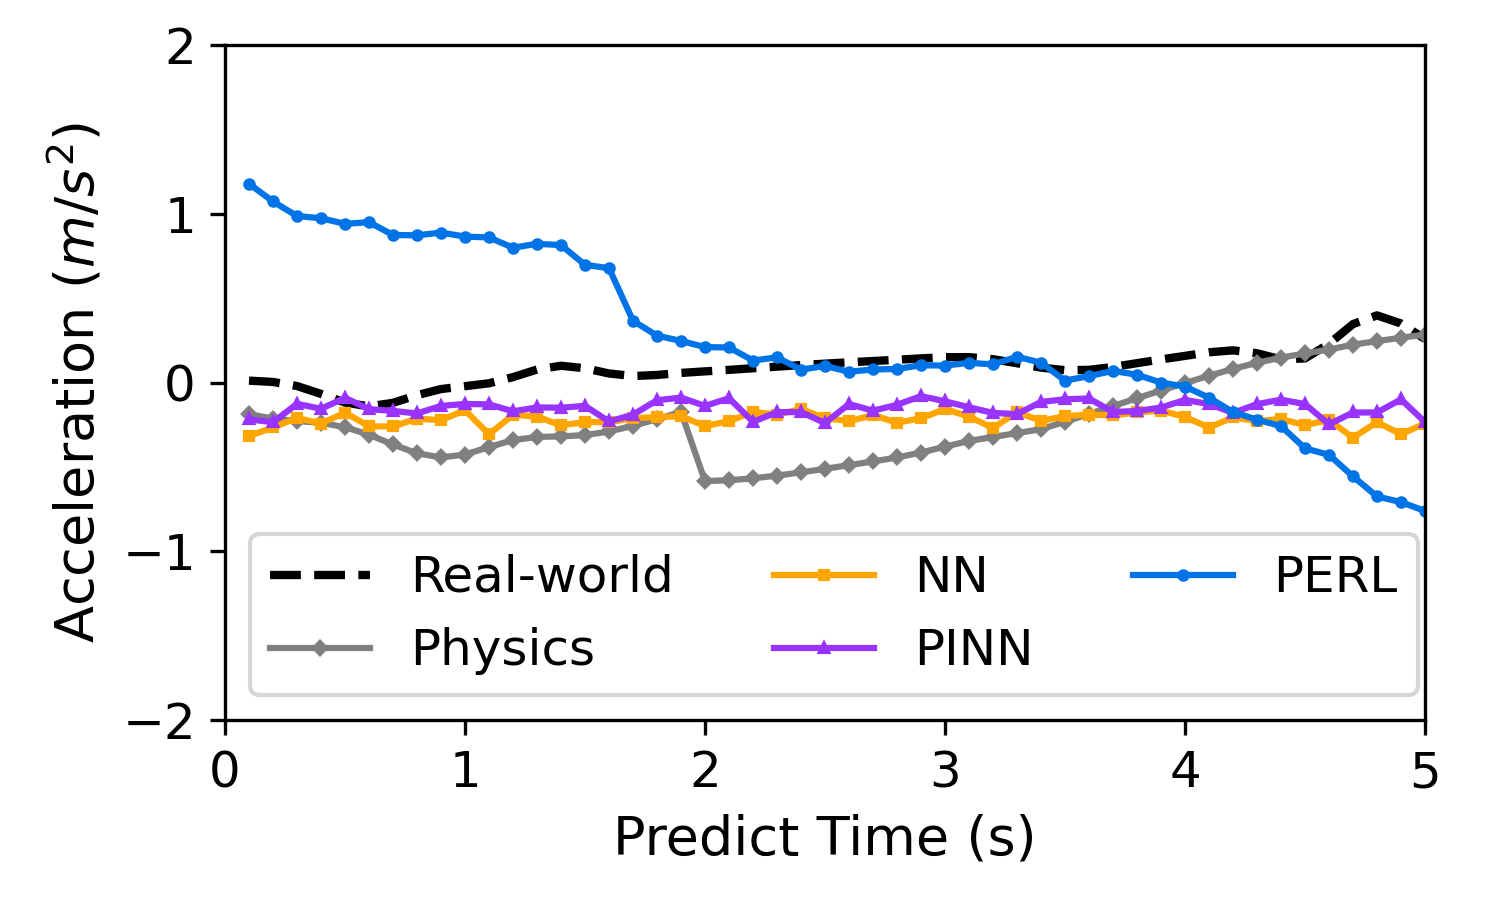 2
1
0
−1
−2
Acceleration (m/s²)
Real-world
Physics
NN
PINN
PERL
0 1 2 3 4 5
Predict Time (s)